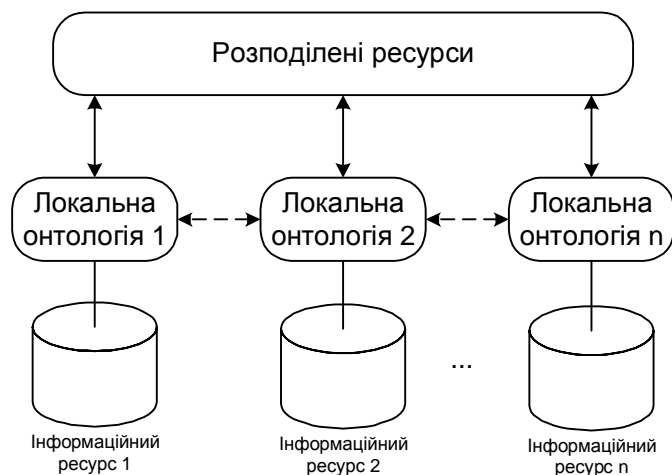 Розподілені ресурси
Локальна
онтологія 1
Локальна
онтологія 2
Локальна
онтологія n
...
Інформаційний
ресурс 1
Інформаційний
ресурс 2
Інформаційний
ресурс n